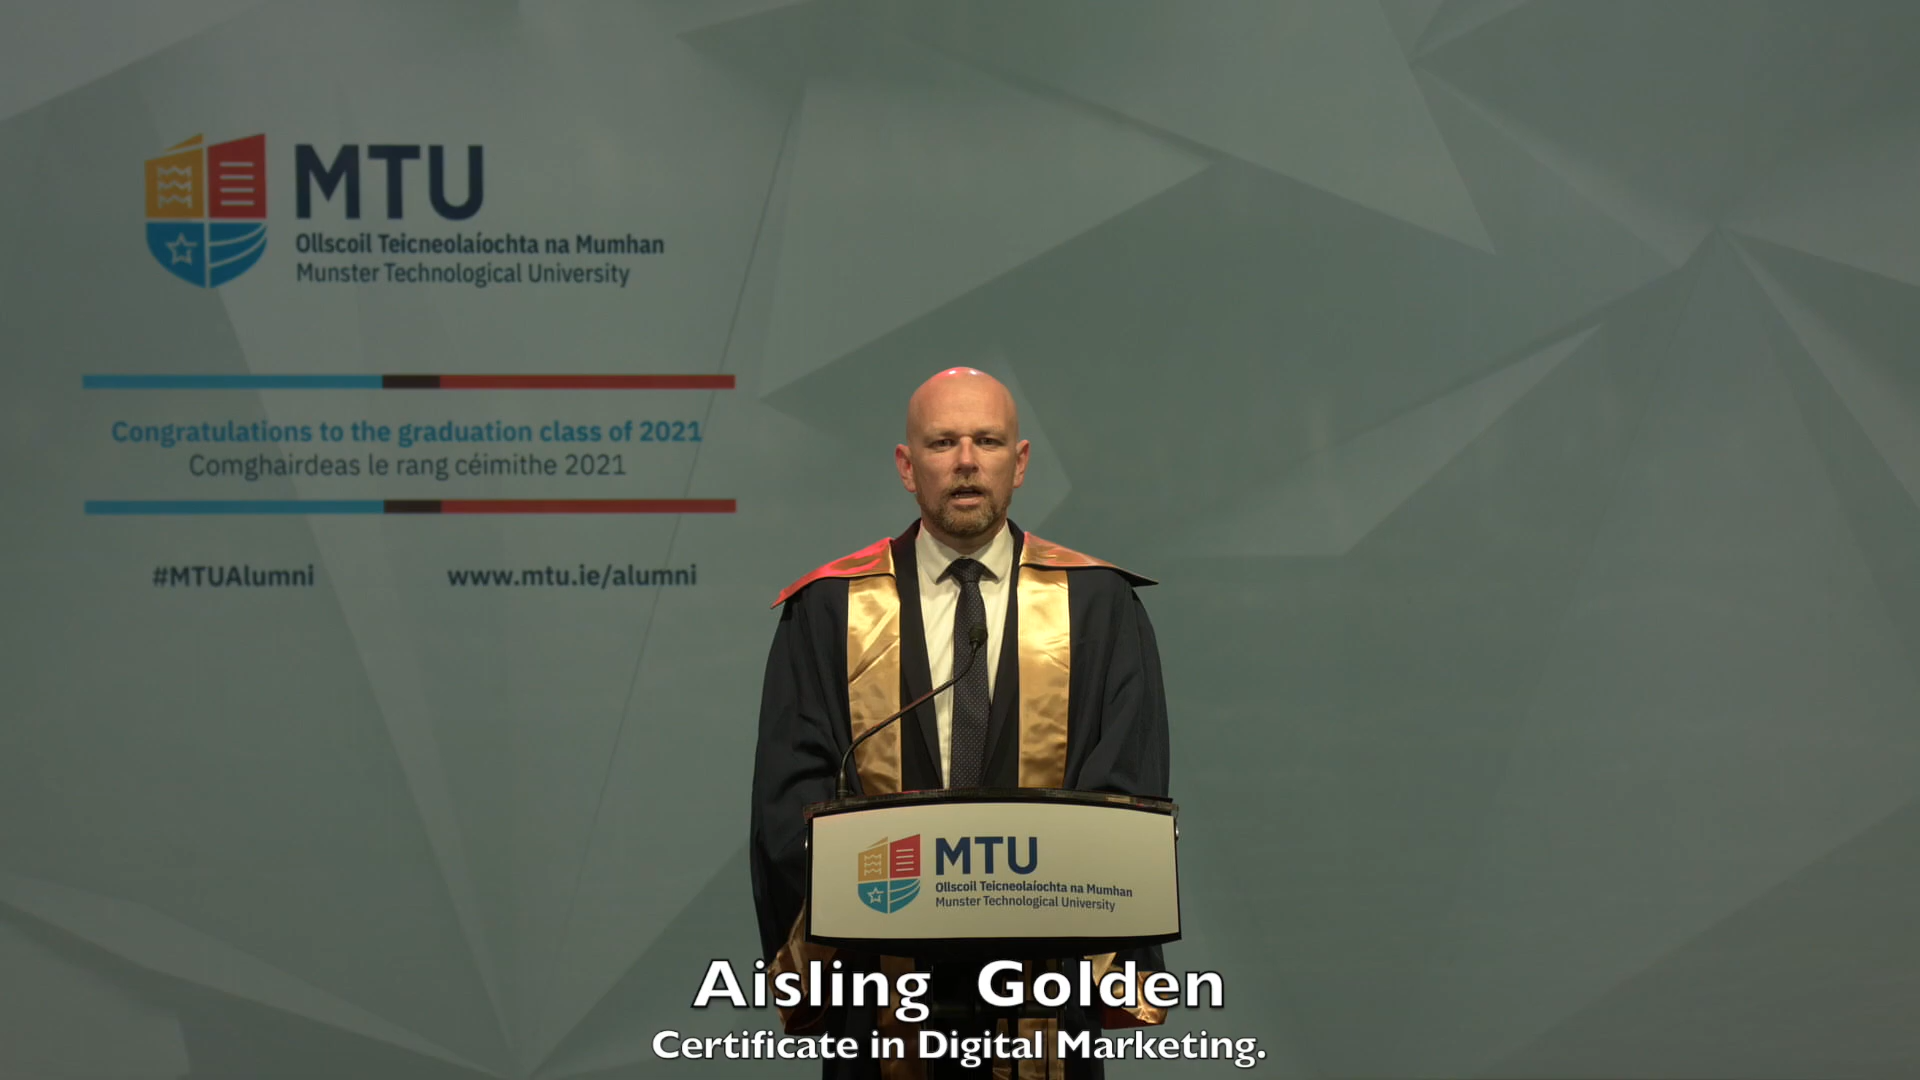 MTU
Ollscoil Teicneolaíochta na Mumhan
Munster Technological University
Congratulations to the graduation class of 2021
Comghairdeas le rang céimithe 2021
#MTUAlumni
www.mtu.ie/alumni
MTU
Ollscoil Teicneolaíochta na Mumhan
Munster Technological University
Aisling Golden
Certificate in Digital Marketing.